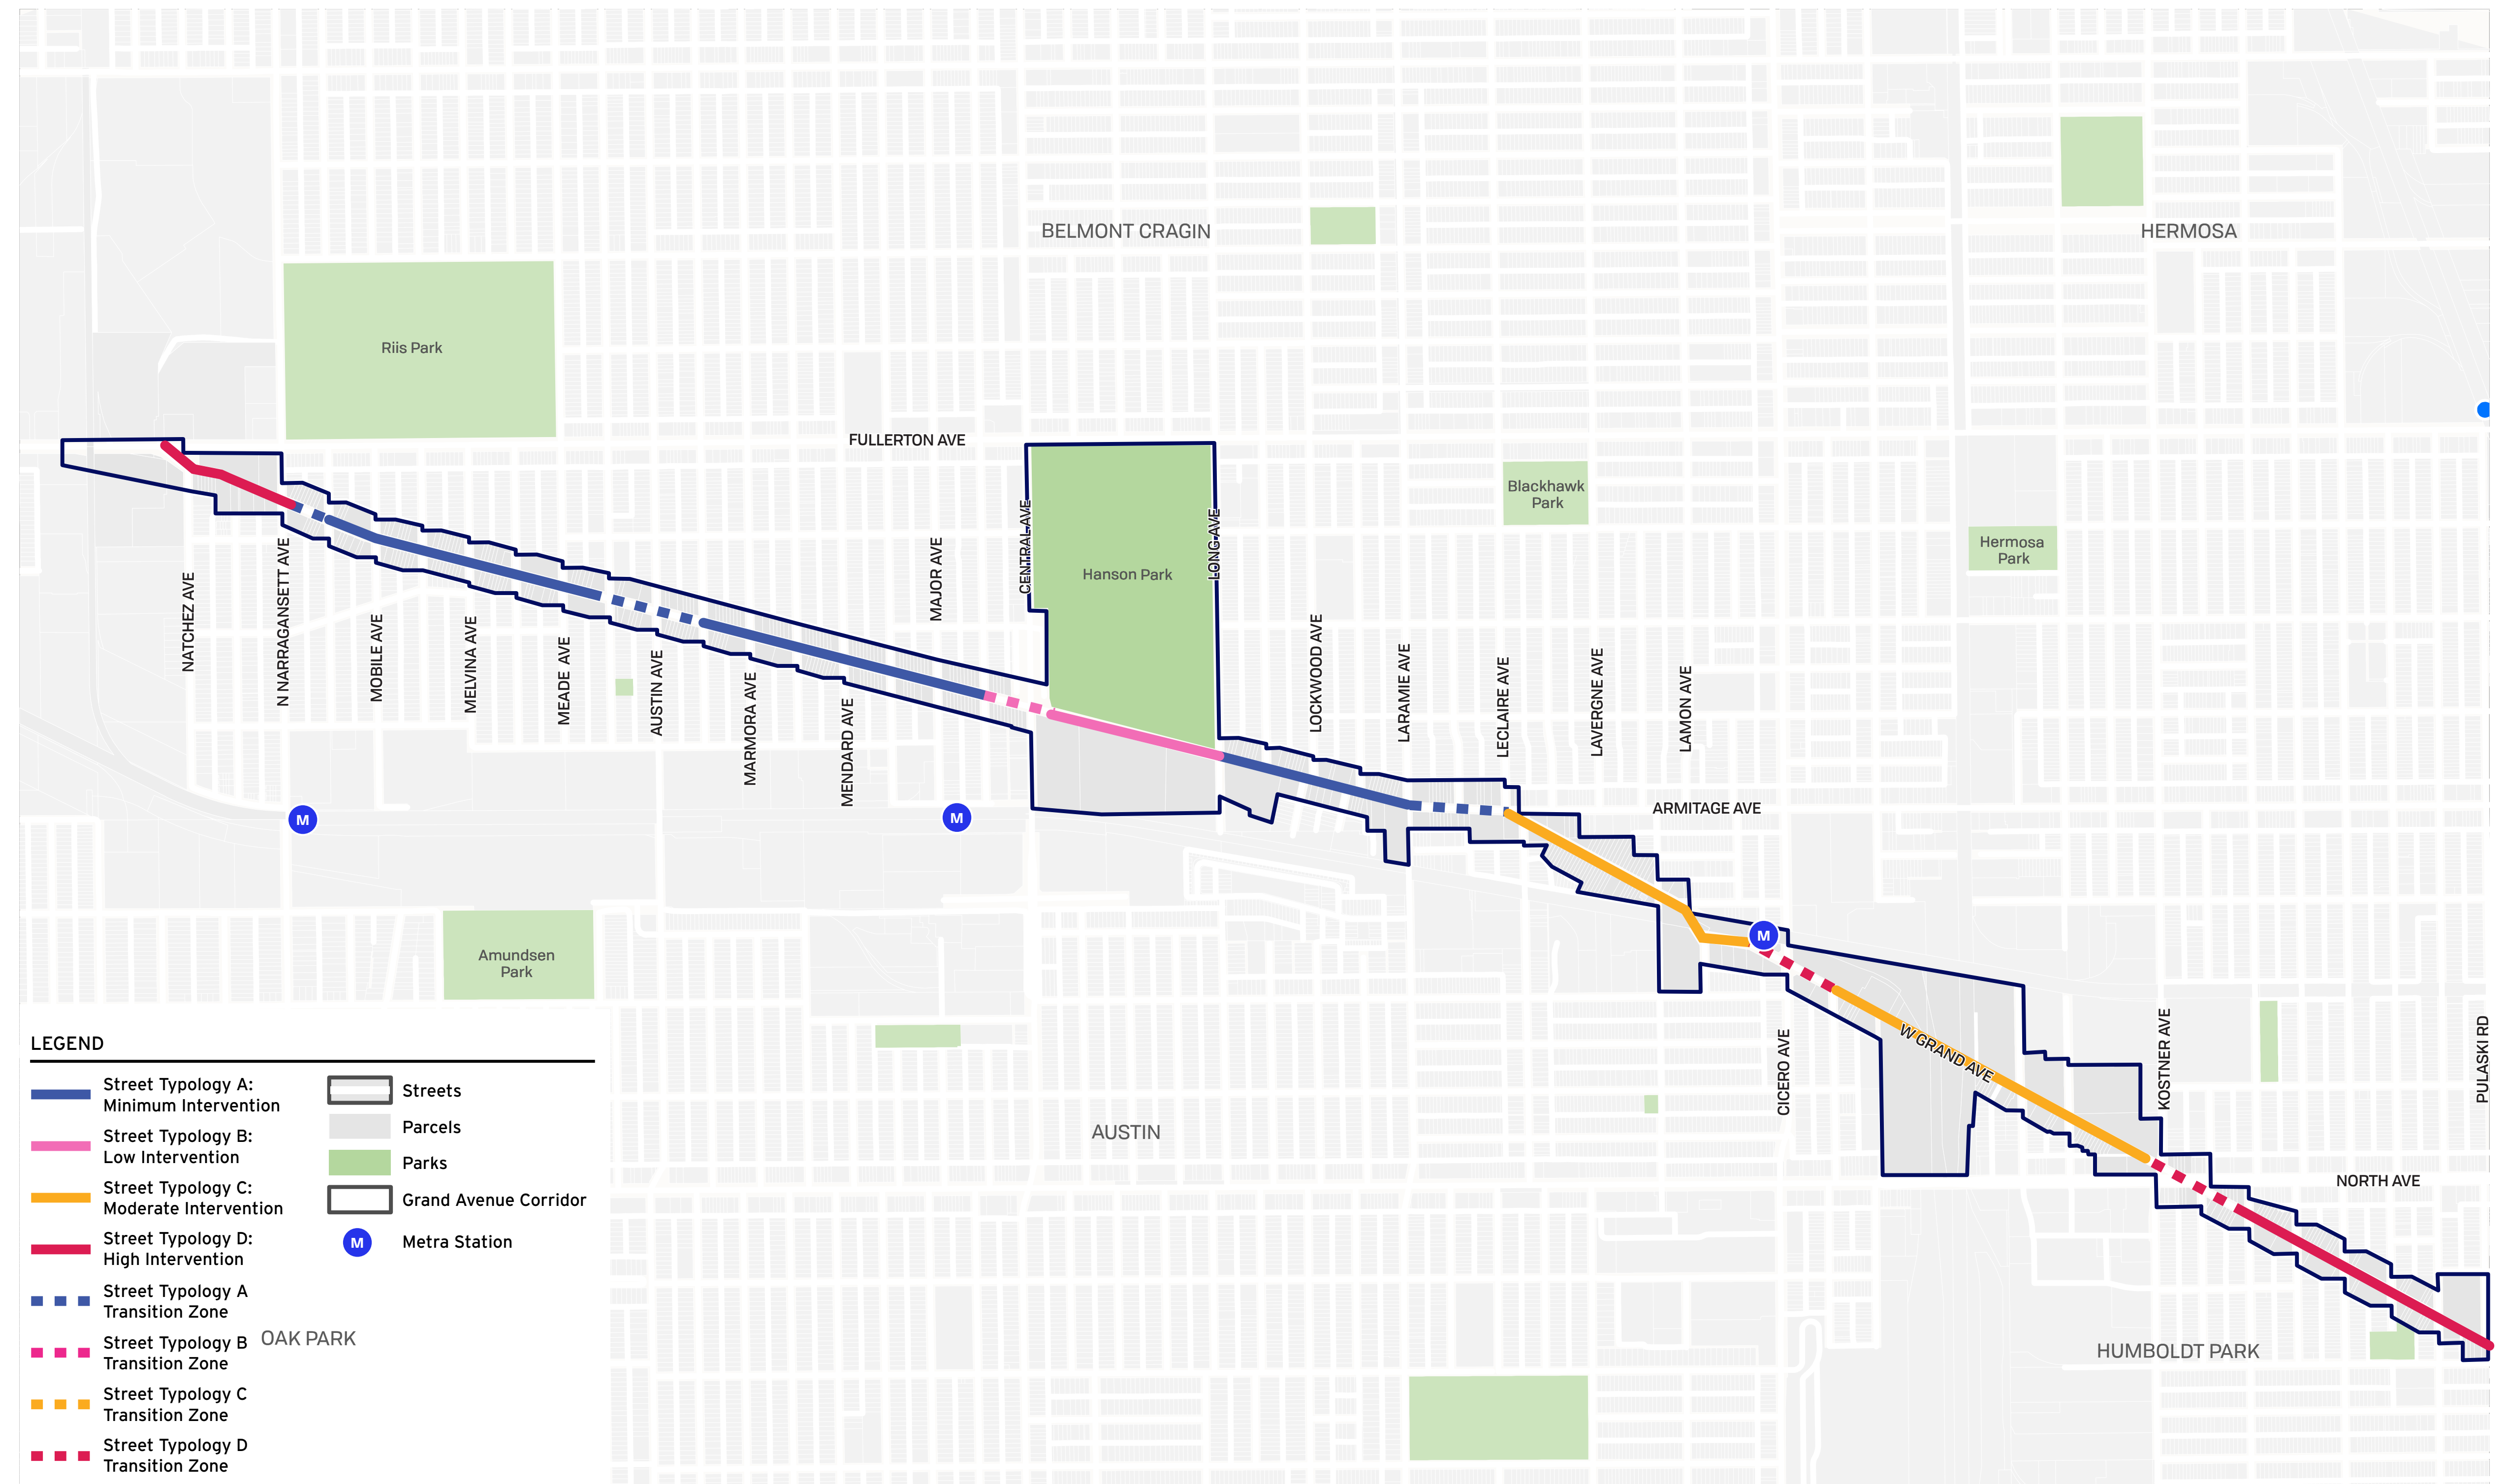 BELMONT CRAGIN
HERMOSA
Riis Park
FULLERTON AVE
Blackhawk
Park
CENTRAL AVE
LONG AVE
Hanson Park
Hermosa
Park
NATCHEZ AVE
N NARRAGANSETT AVE
MOBILE AVE
MELVINA AVE
MEADE AVE
AUSTIN AVE
MARMORA AVE
MENDARD AVE
MAJOR AVE
LOCKWOOD AVE
LARAMIE AVE
LECLAIRE AVE
LAVERGNE AVE
LAMON AVE
ARMITAGE AVE
M
M
M
Amundsen
Park
W GRAND AVE
CICERO AVE
KOSTNER AVE
PULASKI RD
AUSTIN
NORTH AVE
HUMBOLDT PARK
OAK PARK
LEGEND
Street Typology A:
Minimum Intervention
Street Typology B:
Low Intervention
Street Typology C:
Moderate Intervention
Street Typology D:
High Intervention
Street Typology A
Transition Zone
Street Typology B
Transition Zone
Street Typology C
Transition Zone
Street Typology D
Transition Zone
Streets
Parcels
Parks
Grand Avenue Corridor
M
Metra Station